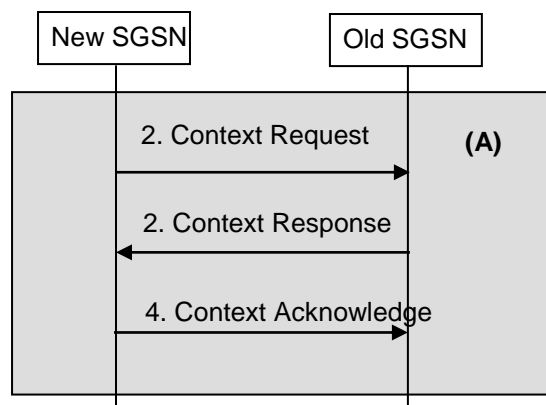 New SGSN
Old SGSN
2. Context Request
(A)
2. Context Response
4. Context Acknowledge